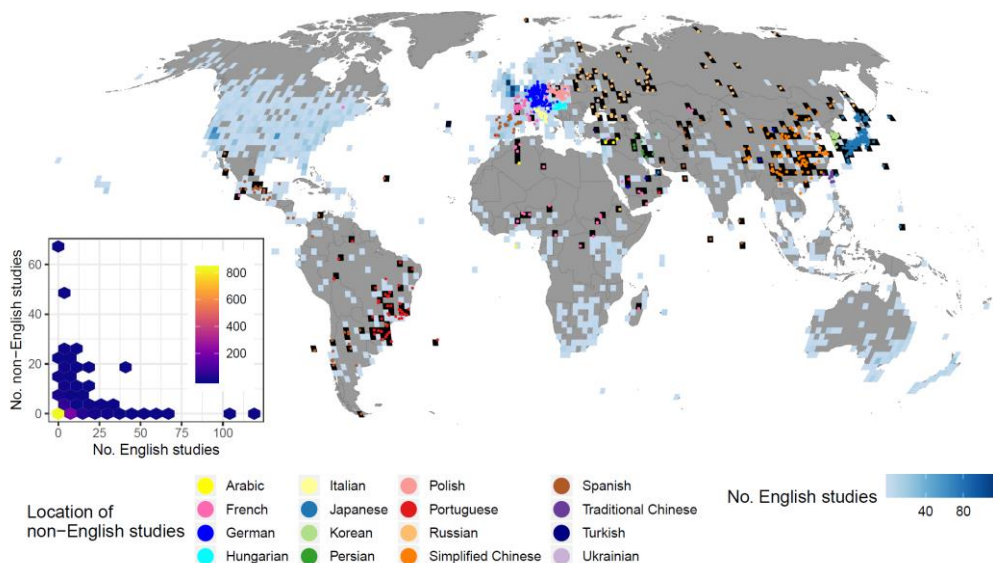 60
40
20
0
No. non−English studies
800
600
400
200
0
25
50
75
100
No. English studies
Location of
non−English studies
Arabic
French
German
Hungarian
Italian
Japanese
Korean
Persian
Polish
Portuguese
Russian
Simplified Chinese
Spanish
Traditional Chinese
Turkish
Ukrainian
No. English studies
40 80